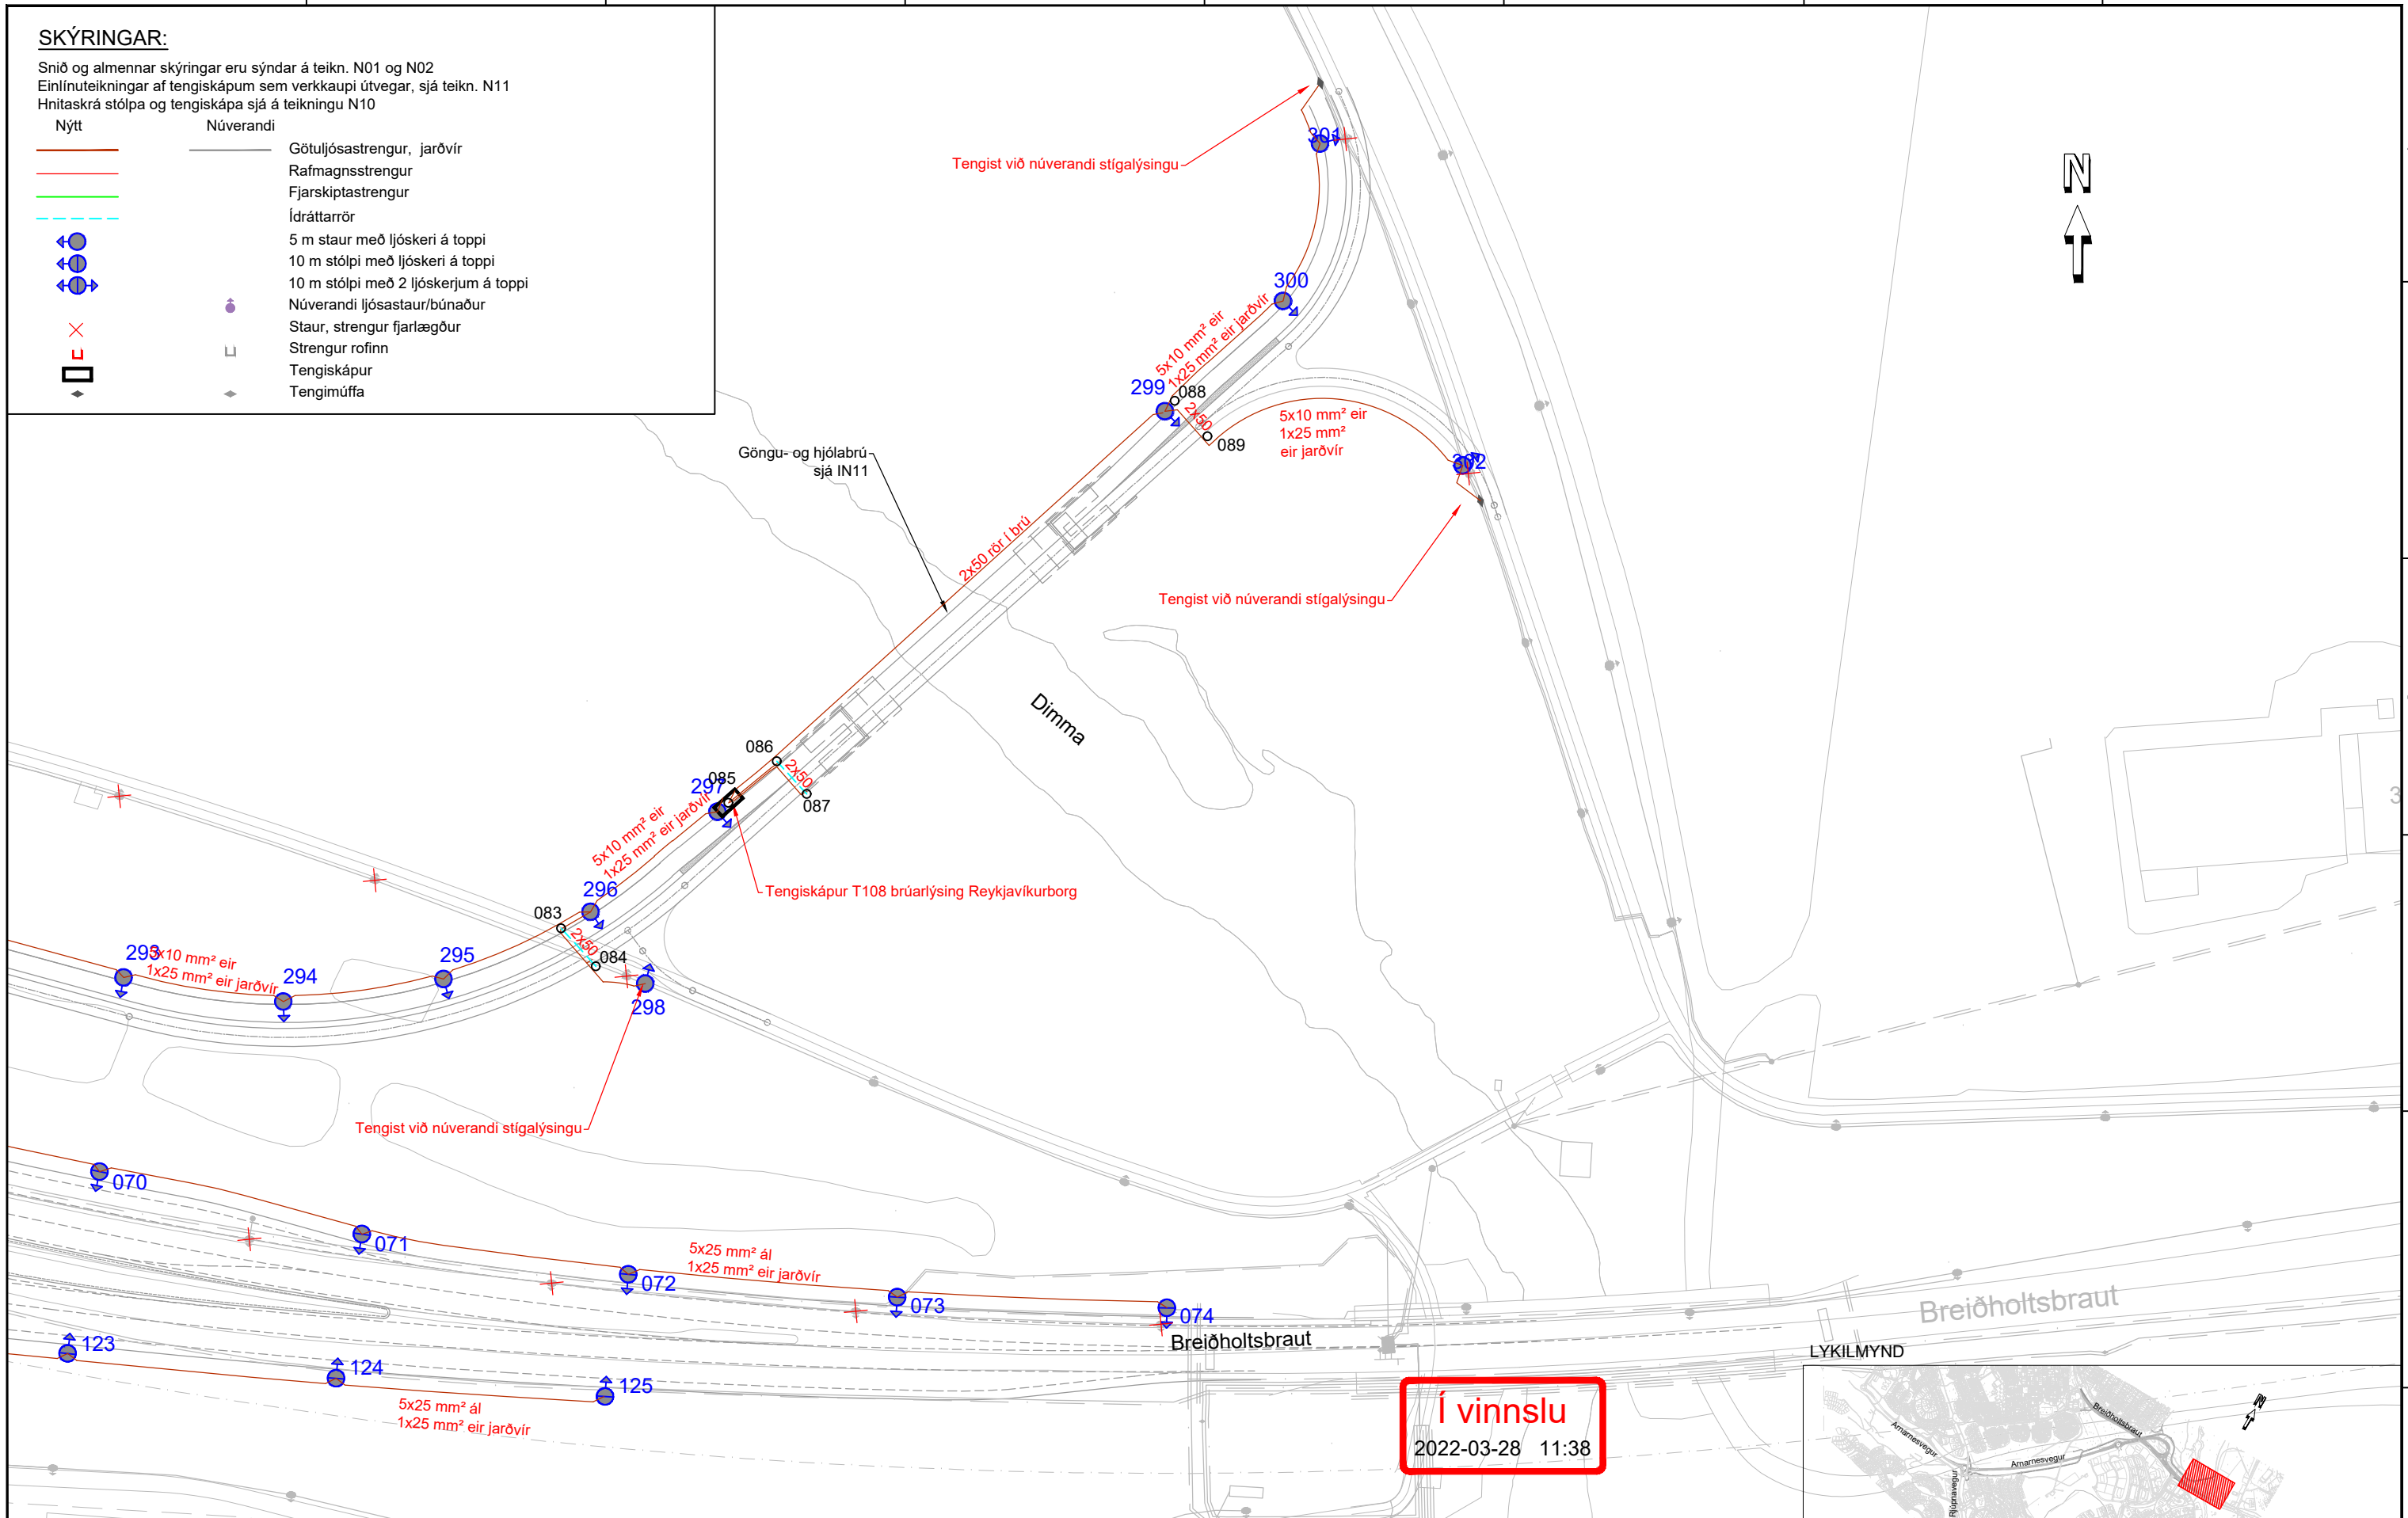 SKÝRINGAR:
Snið og almennar skýringar eru sýndar á teikn. N01 og N02
Einlínuteikningar af tengiskápum sem verkkaupi útvegar, sjá teikn. N11
Hnitaskrá stólpa og tengiskápa sjá á teikningu N10
Nýtt Núverandi
Götuljósastrengur, jarðvír
Rafmagnsstrengur
Fjarskiptastrengur
Ídráttarrör
5 m staur með ljóskeri á toppi
10 m stólpi með ljóskeri á toppi
10 m stólpi með 2 ljóskerjum á toppi
Núverandi ljósastaur/búnaður
Staur, strengur fjarlægður
Strengur rofinn
Tengiskápur
Tengimúffa
301
Tengist við núverandi stígalýsingu
N
300
5x10 mm² eir
1x25 mm² eir jarðvír
299
088
2x50
089
5x10 mm² eir
1x25 mm²
eir jarðvír
302
Göngu- og hjólabrú
sjá IN11
2x50 rör í brú
Tengist við núverandi stígalýsingu
Dimma
086
2x50
087
085
297
5x10 mm² eir
1x25 mm² eir jarðvír
Tengiskápur T108 brúarlýsing Reykjavíkurborg
3
296
083
2x50
084
293
5x10 mm² eir
1x25 mm² eir jarðvír
294
295
298
Tengist við núverandi stígalýsingu
070
071
072
5x25 mm² ál
1x25 mm² eir jarðvír
073
074
Breiðholtsbraut
Breiðholtsbraut
123
124
125
5x25 mm² ál
1x25 mm² eir jarðvír
Í vinnslu
2022-03-28 11:38
LYKILMYND
N
Breiðholtsbraut
Arnarnesvegur
Arnarnesvegur
Rjúpnavegur